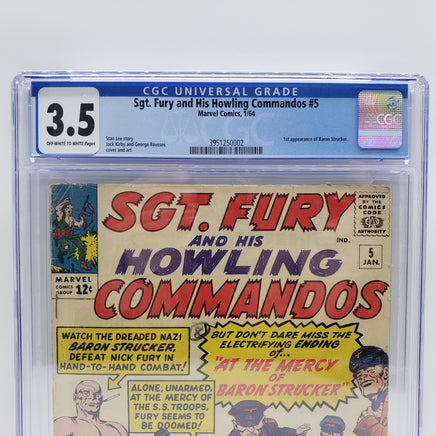 CGC UNIVERSAL GRADE
Sgt. Fury and His Howling Commandos #5
Marvel Comics, 1/64
3.5
OFF-WHITE TO WHITE Pages
Stan Lee story
Jack Kirby and George Roussos
cover and art
1st appearance of Baron Strucker.
3951250002
CGC
SGT. FURY
AND HIS
HOWLING
COMMANDOS
IND.
APPROVED
BY THE
COMICS
CODE
AUTHORITY
5
JAN.
MARVEL
COMICS
GROUP
12¢
WATCH THE DREADED NAZI
BARON STRUCKER,
DEFEAT NICK FURY IN
HAND-TO-HAND COMBAT!
ALONE, UNARMED,
AT THE MERCY OF
THE S.S. TROOPS,
FURY SEEMS
TO BE
DOOMED!
BUT DON'T DARE MISS THE
ELECTRIFYING ENDING
OF...
"AT THE MERCY
OF
BARON STRUCKER"